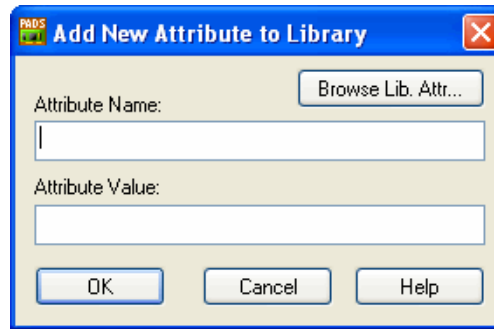 PADS
Add New Attribute to Library
Browse Lib. Attr...
Attribute Name:
Attribute Value:
OK
Cancel
Help